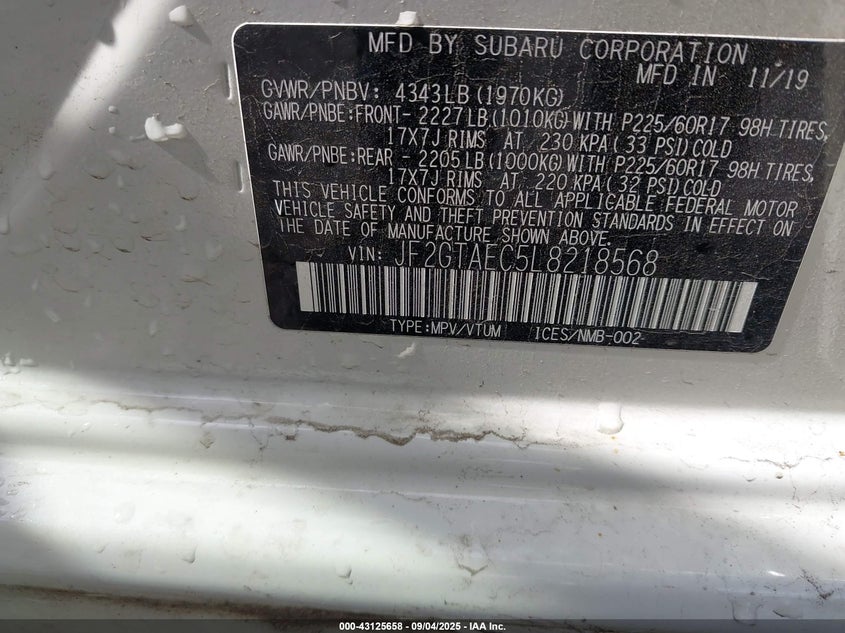 MFD BY SUBARU CORPORATION
MFD IN 11/19
GVWR/PNBV: 4343LB(1970KG)
GAWR/PNBE:FRONT- 2227LB(1010KG)WITH P225/60R17 98H TIRES,
17X7J RIMS AT 230 KPA(33 PSI)COLD
GAWR/PNBE:REAR - 2205LB(1000KG)WITH P225/60R17 98H TIRES,
17X7J RIMS AT 220 KPA(32 PSI)COLD
THIS VEHICLE CONFORMS TO ALL APPLICABLE FEDERAL MOTOR
VEHICLE SAFETY AND THEFT PREVENTION STANDARDS IN EFFECT ON
THE DATE OF MANUFACTURE SHOWN ABOVE.
VIN: JF2GTAEC5L8218568
TYPE:MPV/VTUM ICES/NMB-002
000-43125658 - 09/04/2025 - IAA Inc.